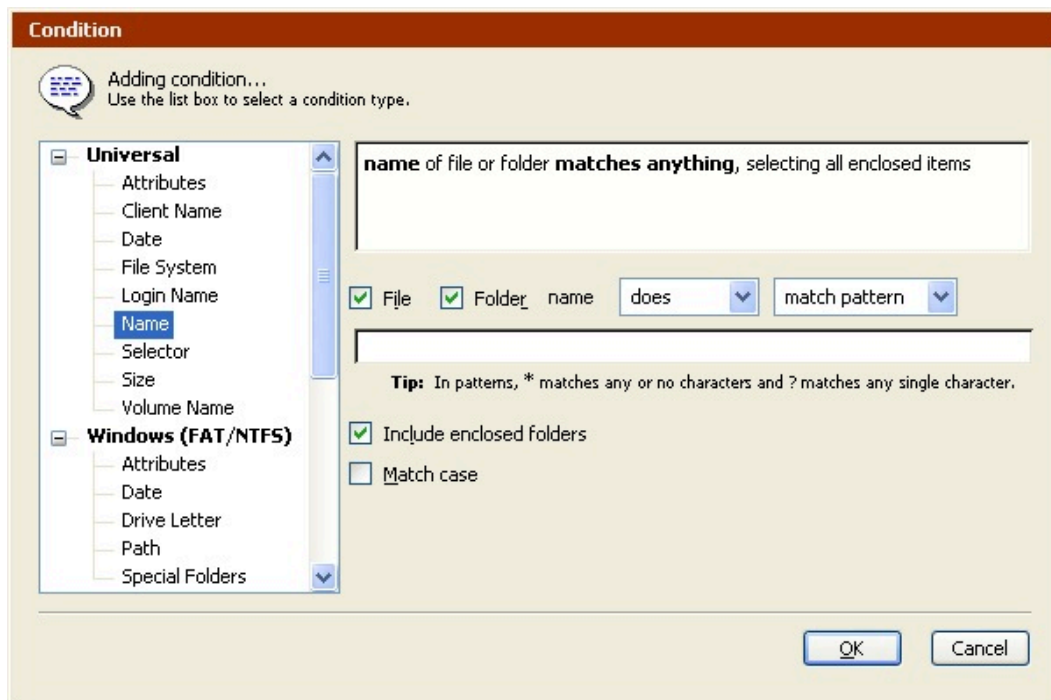 Condition
Adding condition...
Use the list box to select a condition type.
Universal
Attributes
Client Name
Date
File System
Login Name
Name
Selector
Size
Volume Name
Windows (FAT/NTFS)
Attributes
Date
Drive Letter
Path
Special Folders
name of file or folder matches anything, selecting all enclosed items
File Folder name does match pattern
Tip: In patterns, * matches any or no characters and ? matches any single character.
Include enclosed folders
Match case
OK Cancel